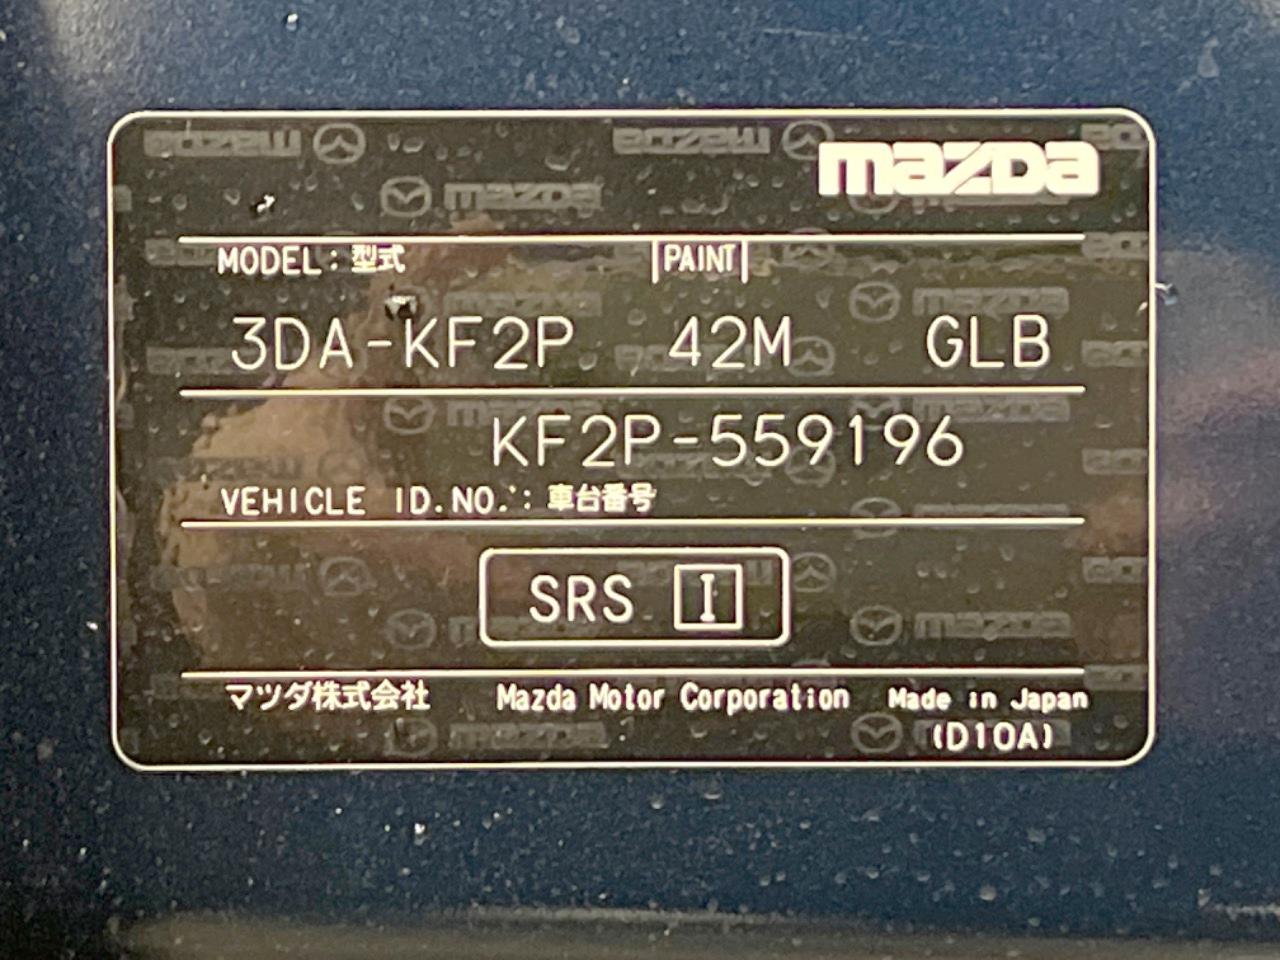 mazda
MODEL: 型式 |PAINT|
3DA-KF2P 42M GLB
KF2P-559196
VEHICLE ID.NO.: 車台番号
SRS I
マツダ株式会社 Mazda Motor Corporation Made in Japan
(D10A)